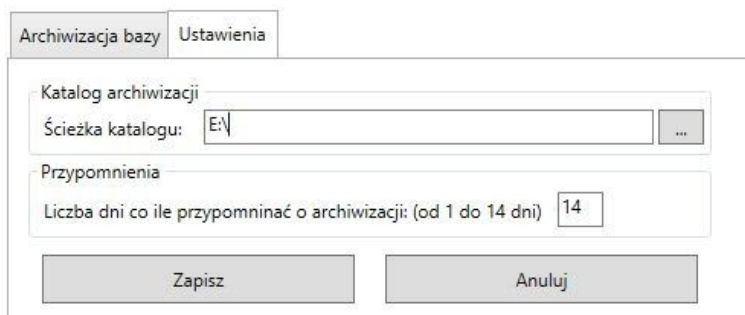 Archiwizacja bazy Ustawienia
Katalog archiwizacji
Ścieżka katalogu: E:\ ...
Przypomnienia
Liczba dni co ile przypominać o archiwizacji: (od 1 do 14 dni) 14
Zapisz Anuluj